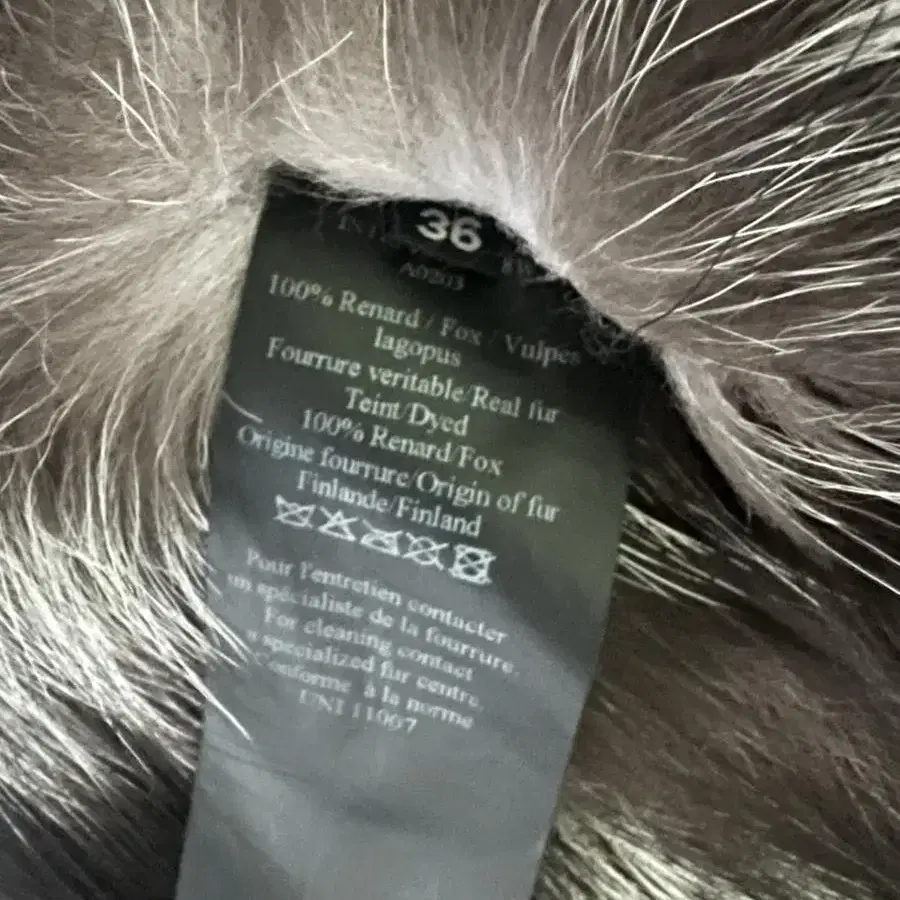 36
A0203
100% Renard / Fox / Vulpes
lagopus
Fourrure veritable/Real fur
Teint/Dyed
100% Renard/Fox
Origine fourrure/Origin of fur
Finlande/Finland
Pour l'entretien contacter
un spécialiste de la fourrure.
For cleaning contact
a specialized fur centre.
Conforme à la norme
UNI 11007